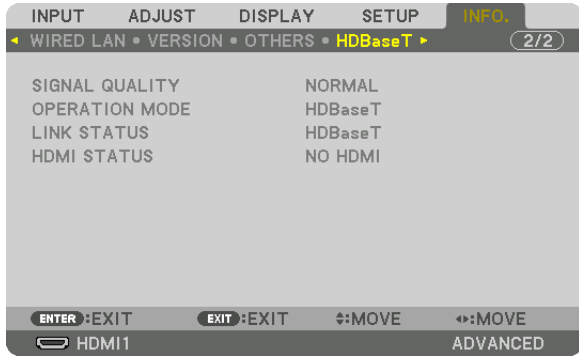 INPUT ADJUST DISPLAY SETUP INFO.
WIRED LAN • VERSION • OTHERS • HDBaseT 2/2
SIGNAL QUALITY NORMAL
OPERATION MODE HDBaseT
LINK STATUS HDBaseT
HDMI STATUS NO HDMI
ENTER :EXIT EXIT :EXIT :MOVE :MOVE
HDMI1 ADVANCED